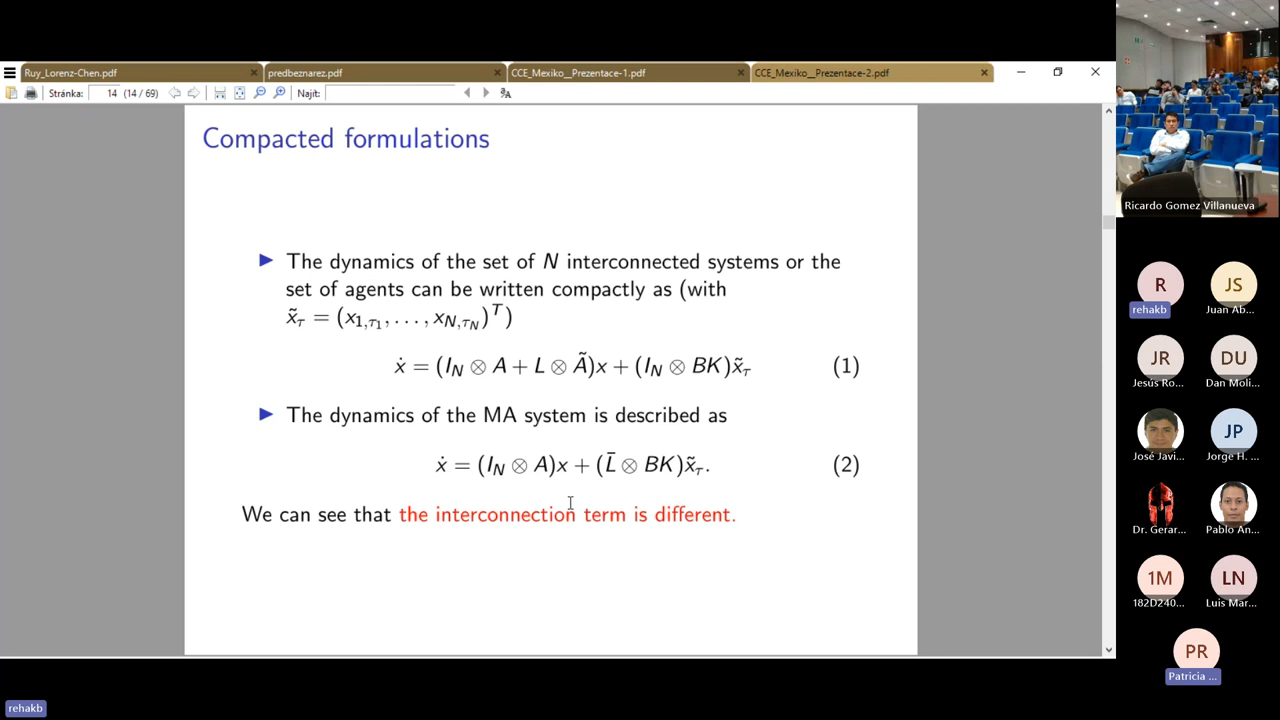 Ruy_Lorenz-Chen.pdf
predbeznarez.pdf
CCE_Mexiko__Prezentace-1.pdf
CCE_Mexiko__Prezentace-2.pdf
Stránka: 14 (14 / 69)
Najít:
Compacted formulations
The dynamics of the set of N interconnected systems or the
set of agents can be written compactly as (with
x̃_τ = (x_{1,τ_1}, . . . , x_{N,τ_N})^T)
ẋ = (I_N ⊗ A + L ⊗ Ã)x + (I_N ⊗ BK)x̃_τ (1)
The dynamics of the MA system is described as
ẋ = (I_N ⊗ A)x + (L̄ ⊗ BK)x̃_τ. (2)
We can see that the interconnection term is different.
Ricardo Gomez Villanueva
R
rehakb
JS
Juan Ab...
JR
Jesús Ro...
DU
Dan Moli...
José Javi...
JP
Jorge H. ...
Dr. Gerar...
Pablo An...
1M
182D240...
LN
Luis Mar...
PR
Patricia ...
rehakb